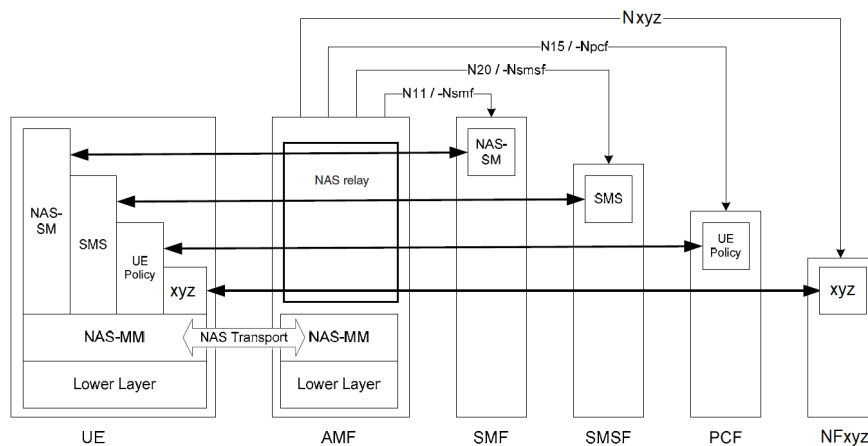 Nxyz
N15 / -Npcf
N20 / -Nsmsf
N11 / -Nsmf
NAS-
SM
NAS relay
NAS-
SM
SMS
SMS
UE
Policy
UE
Policy
xyz
xyz
NAS-MM
NAS Transport
NAS-MM
Lower Layer
Lower Layer
UE
AMF
SMF
SMSF
PCF
NFxyz